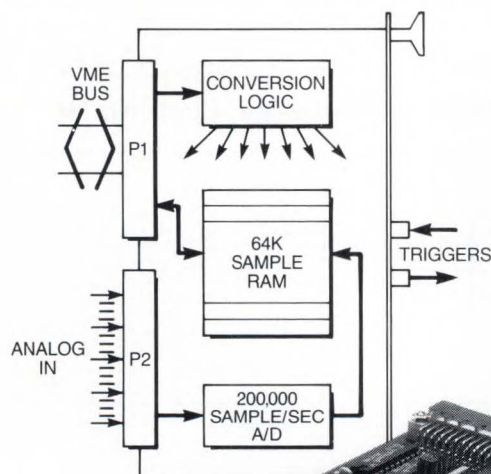 VME
BUS
P1
CONVERSION
LOGIC
64K
SAMPLE
RAM
TRIGGERS
ANALOG
IN
P2
200,000
SAMPLE/SEC
A/D